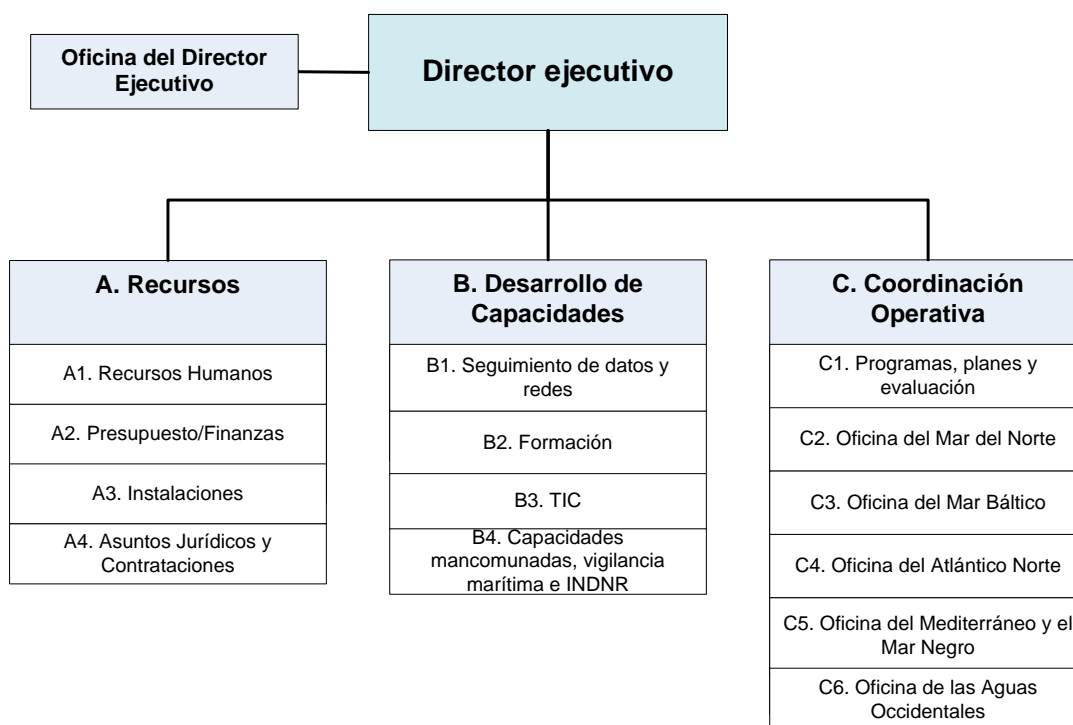 Oficina del Director
Ejecutivo
Director ejecutivo
A. Recursos
A1. Recursos Humanos
A2. Presupuesto/Finanzas
A3. Instalaciones
A4. Asuntos Jurídicos y
Contrataciones
B. Desarrollo de
Capacidades
B1. Seguimiento de datos y
redes
B2. Formación
B3. TIC
B4. Capacidades
mancomunadas, vigilancia
marítima e INDNR
C. Coordinación
Operativa
C1. Programas, planes y
evaluación
C2. Oficina del Mar del Norte
C3. Oficina del Mar Báltico
C4. Oficina del Atlántico Norte
C5. Oficina del Mediterráneo y el
Mar Negro
C6. Oficina de las Aguas
Occidentales